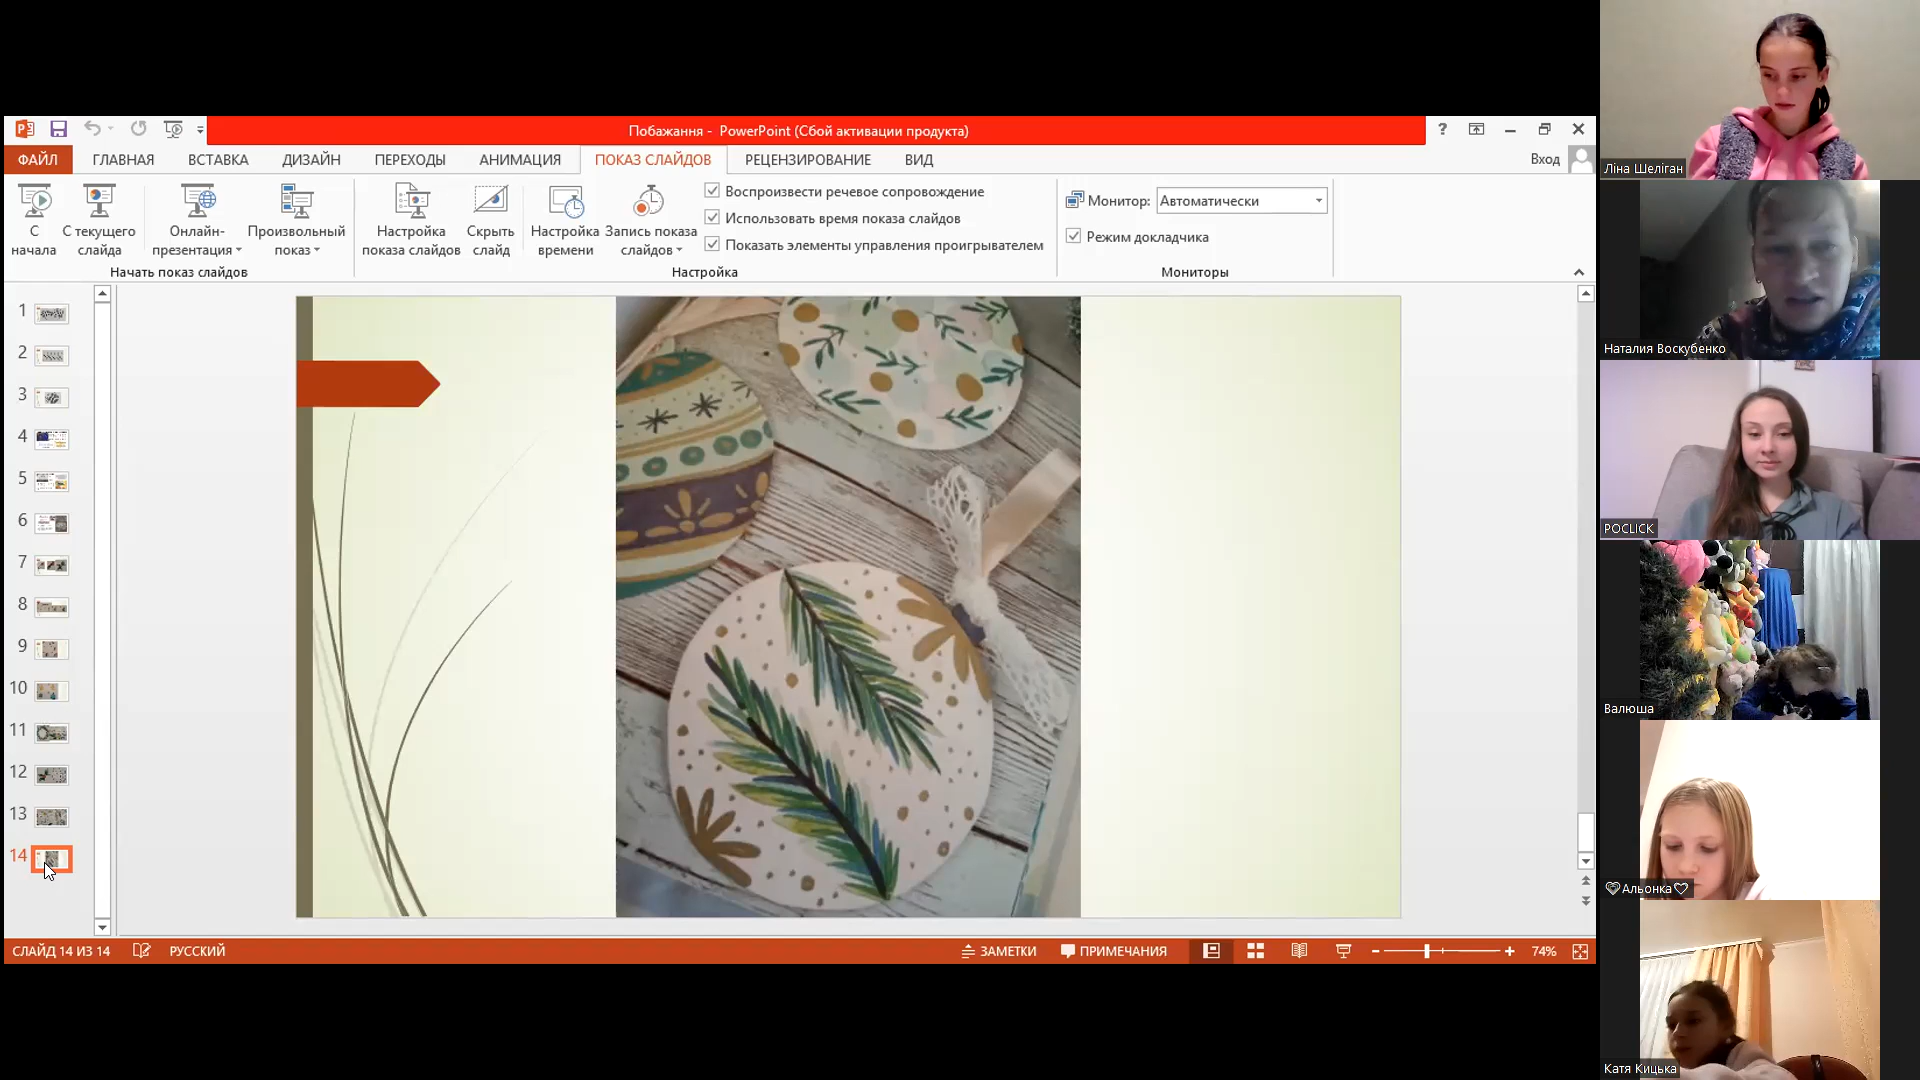 Побажання - PowerPoint (Сбой активации продукта)
ФАЙЛ ГЛАВНАЯ ВСТАВКА ДИЗАЙН ПЕРЕХОДЫ АНИМАЦИЯ ПОКАЗ СЛАЙДОВ РЕЦЕНЗИРОВАНИЕ ВИД Вход
С начала
С текущего слайда
Онлайн-презентация
Произвольный показ
Начать показ слайдов
Настройка показа слайдов
Скрыть слайд
Настройка времени
Запись показа слайдов
Воспроизвести речевое сопровождение
Использовать время показа слайдов
Показать элементы управления проигрывателем
Настройка
Монитор: Автоматически
Режим докладчика
Мониторы
1
2
3
4
5
6
7
8
9
10
11
12
13
14
СЛАЙД 14 ИЗ 14 РУССКИЙ ЗАМЕТКИ ПРИМЕЧАНИЯ 74%
Ліна Шеліган
Наталия Воскубенко
POCLICK
Валюша
♡Альонка♡
Катя Кицька